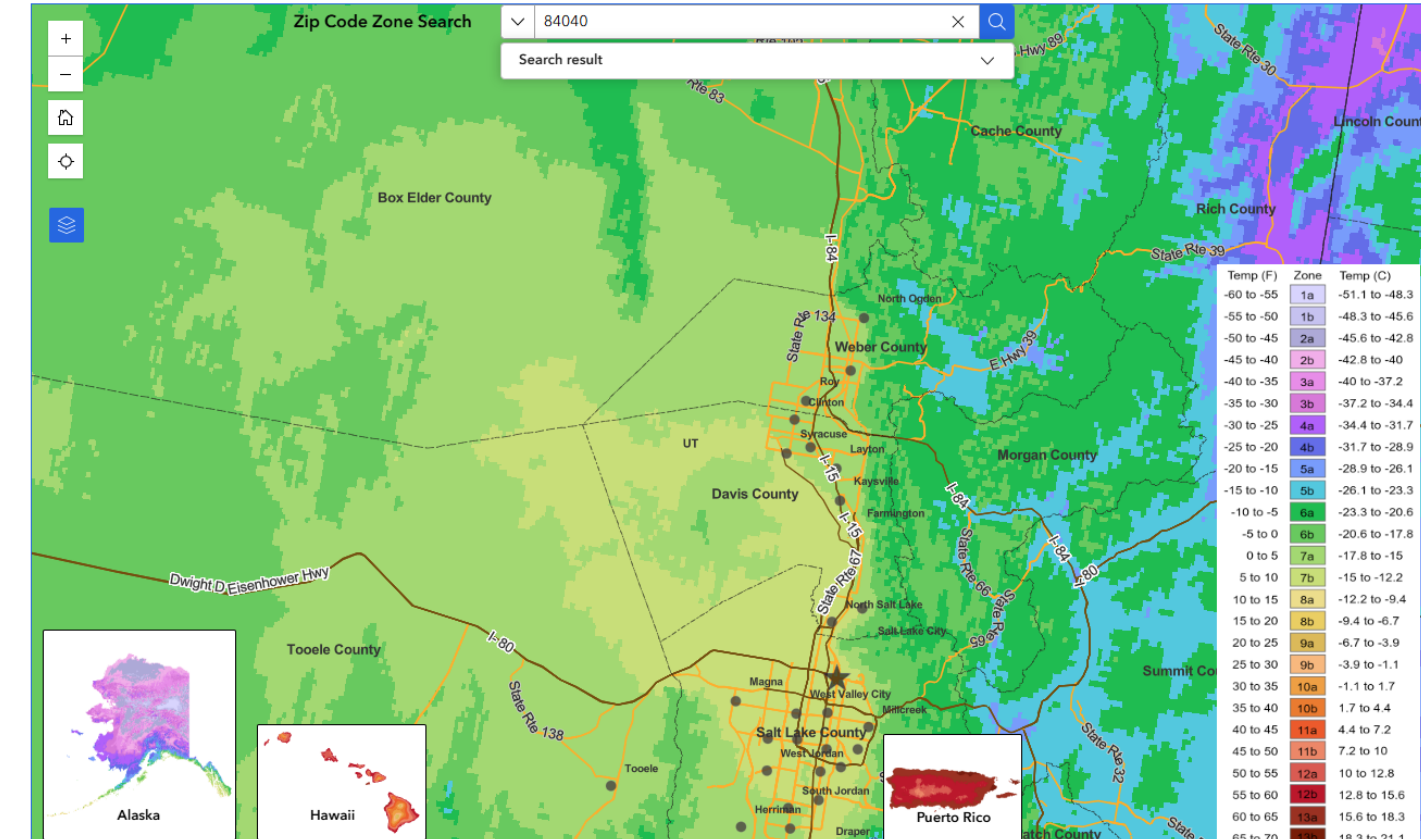 Zip Code Zone Search
84040
Search result
+
−
Hwy 89
State Rte 30
Rte 83
Cache County
Lincoln Coun
Box Elder County
Rich County
I-84
State Rte 39
North Ogden
State Rte 134
Weber County
E Hwy 39
Roy
Clinton
Syracuse
UT
Layton
Morgan County
I-15
Kaysville
Davis County
I-84
Farmington
I-15
State Rte 66
I-84
I-80
State Rte 67
Dwight D Eisenhower Hwy
North Salt Lake
State Rte 65
Salt Lake City
I-80
Tooele County
Summit Co
Magna
West Valley City
Millcreek
State Rte 138
Salt Lake County
West Jordan
State Rte 32
Tooele
South Jordan
Herriman
Draper
atch County
State
Alaska
Hawaii
Puerto Rico
Temp (F) Zone Temp (C)
-60 to -55 1a -51.1 to -48.3
-55 to -50 1b -48.3 to -45.6
-50 to -45 2a -45.6 to -42.8
-45 to -40 2b -42.8 to -40
-40 to -35 3a -40 to -37.2
-35 to -30 3b -37.2 to -34.4
-30 to -25 4a -34.4 to -31.7
-25 to -20 4b -31.7 to -28.9
-20 to -15 5a -28.9 to -26.1
-15 to -10 5b -26.1 to -23.3
-10 to -5 6a -23.3 to -20.6
-5 to 0 6b -20.6 to -17.8
0 to 5 7a -17.8 to -15
5 to 10 7b -15 to -12.2
10 to 15 8a -12.2 to -9.4
15 to 20 8b -9.4 to -6.7
20 to 25 9a -6.7 to -3.9
25 to 30 9b -3.9 to -1.1
30 to 35 10a -1.1 to 1.7
35 to 40 10b 1.7 to 4.4
40 to 45 11a 4.4 to 7.2
45 to 50 11b 7.2 to 10
50 to 55 12a 10 to 12.8
55 to 60 12b 12.8 to 15.6
60 to 65 13a 15.6 to 18.3
65 to 70 13b 18.3 to 21.1